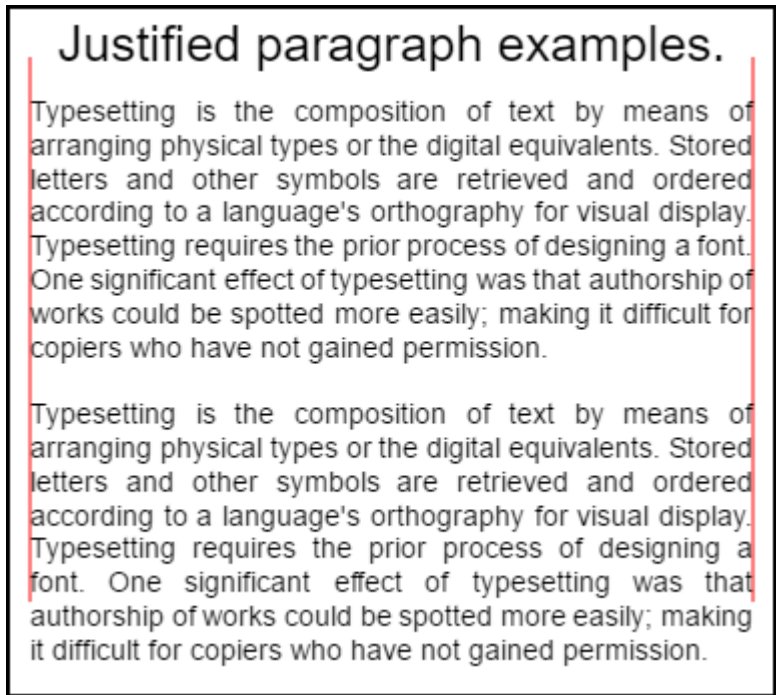 Justified paragraph examples.
Typesetting is the composition of text by means of
arranging physical types or the digital equivalents. Stored
letters and other symbols are retrieved and ordered
according to a language's orthography for visual display.
Typesetting requires the prior process of designing a font.
One significant effect of typesetting was that authorship of
works could be spotted more easily; making it difficult for
copiers who have not gained permission.
Typesetting is the composition of text by means of
arranging physical types or the digital equivalents. Stored
letters and other symbols are retrieved and ordered
according to a language's orthography for visual display.
Typesetting requires the prior process of designing a
font. One significant effect of typesetting was that
authorship of works could be spotted more easily; making
it difficult for copiers who have not gained permission.